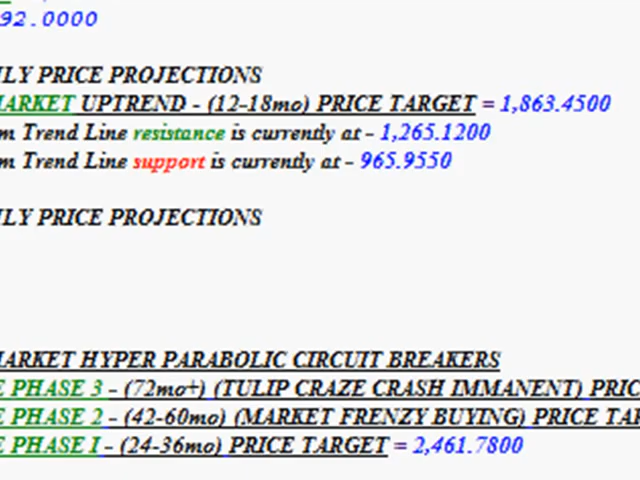 92.0000
ILY PRICE PROJECTIONS
MARKET UPTREND - (12-18mo) PRICE TARGET = 1,863.4500
m Trend Line resistance is currently at - 1,265.1200
m Trend Line support is currently at - 965.9550
ILY PRICE PROJECTIONS
MARKET HYPER PARABOLIC CIRCUIT BREAKERS
E PHASE 3 - (72mo+) (TULIP CRAZE CRASH IMMANENT) PRIC
E PHASE 2 - (42-60mo) (MARKET FRENZY BUYING) PRICE TAR
E PHASE I - (24-36mo) PRICE TARGET = 2,461.7800